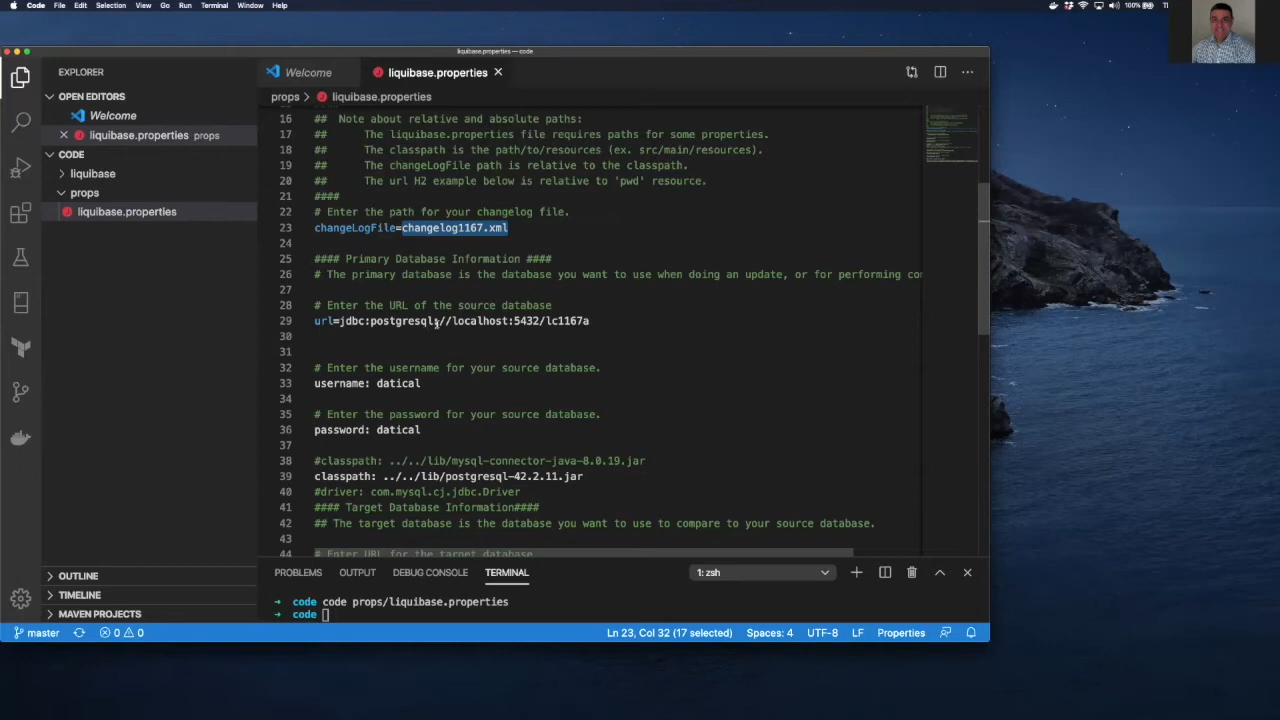 Code File Edit Selection View Go Run Terminal Window Help
100%
liquibase.properties — code
EXPLORER
OPEN EDITORS
Welcome
liquibase.properties props
CODE
liquibase
props
liquibase.properties
OUTLINE
TIMELINE
MAVEN PROJECTS
Welcome
liquibase.properties
props > liquibase.properties
16 ## Note about relative and absolute paths:
17 ## The liquibase.properties file requires paths for some properties.
18 ## The classpath is the path/to/resources (ex. src/main/resources).
19 ## The changeLogFile path is relative to the classpath.
20 ## The url H2 example below is relative to 'pwd' resource.
21 ####
22 # Enter the path for your changelog file.
23 changeLogFile=changelog1167.xml
24
25 #### Primary Database Information ####
26 # The primary database is the database you want to use when doing an update, or for performing
27
28 # Enter the URL of the source database
29 url=jdbc:postgresql://localhost:5432/lc1167a
30
31
32 # Enter the username for your source database.
33 username: datical
34
35 # Enter the password for your source database.
36 password: datical
37
38 #classpath: ../../lib/mysql-connector-java-8.0.19.jar
39 classpath: ../../lib/postgresql-42.2.11.jar
40 #driver: com.mysql.cj.jdbc.Driver
41 #### Target Database Information####
42 ## The target database is the database you want to use to compare to your source database.
43
44 # Enter URL for the target database
PROBLEMS OUTPUT DEBUG CONSOLE TERMINAL
1: zsh
➜ code code props/liquibase.properties
➜ code
master 0 0
Ln 23, Col 32 (17 selected) Spaces: 4 UTF-8 LF Properties